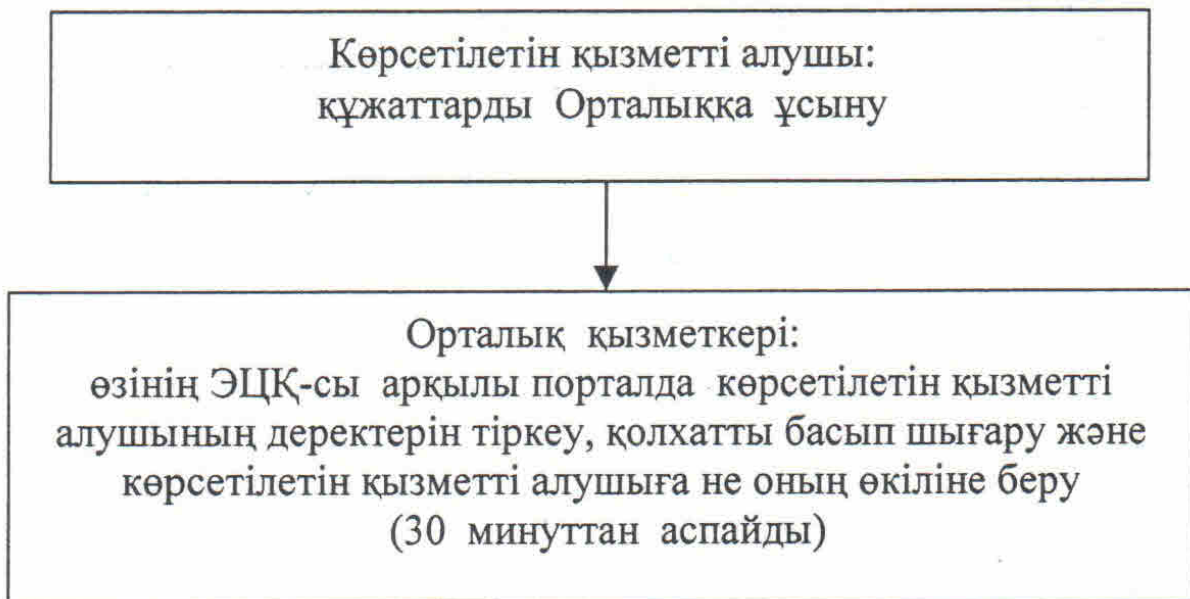 Көрсетілетін қызметті алушы:
құжаттарды Орталыққа ұсыну
Орталық қызметкері:
өзінің ЭЦҚ-сы арқылы порталда көрсетілетін қызметті
алушының деректерін тіркеу, қолхатты басып шығару және
көрсетілетін қызметті алушыға не оның өкіліне беру
(30 минуттан аспайды)